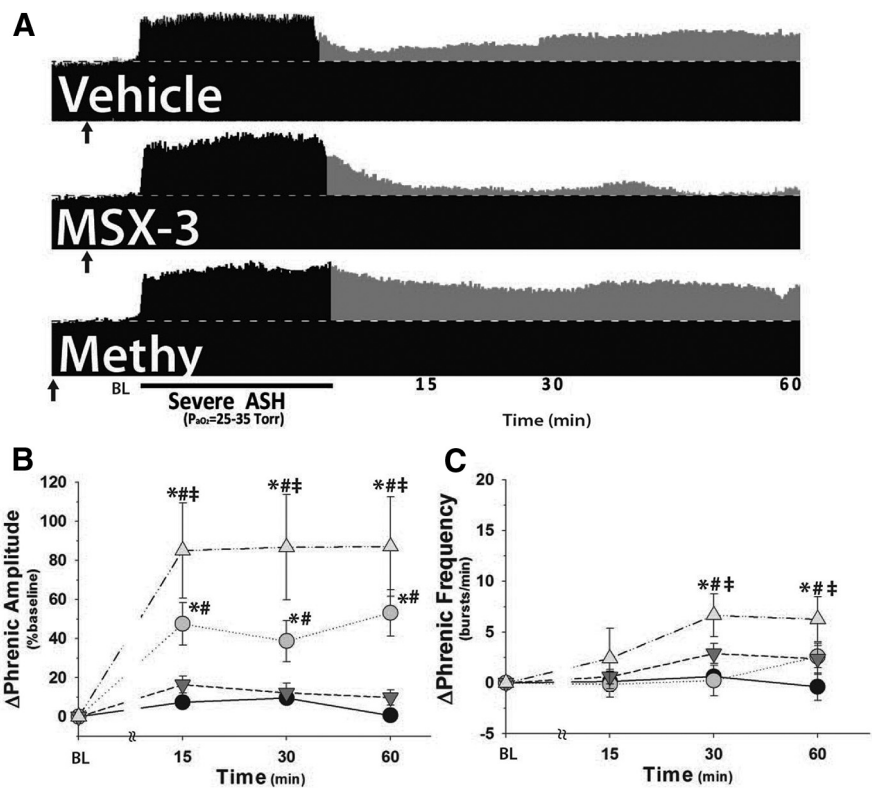 A
Vehicle
MSX-3
Methy
BL
Severe ASH
(PaO2=25-35 Torr)
15
30
60
Time (min)
B
ΔPhrenic Amplitude
(%baseline)
120
100
80
60
40
20
0
*#‡
*#‡
*#‡
*#
*#
*#
BL
15
30
60
Time (min)
C
ΔPhrenic Frequency
(bursts/min)
20
15
10
5
0
-5
*#‡
*#‡
BL
15
30
60
Time (min)